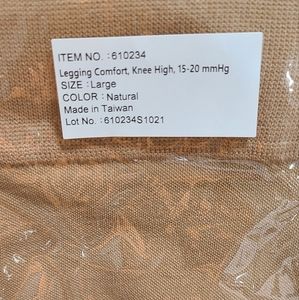 ITEM NO. :610234
Legging Comfort, Knee High, 15-20 mmHg
SIZE : Large
COLOR : Natural
Made in Taiwan
Lot No. :610234S1021